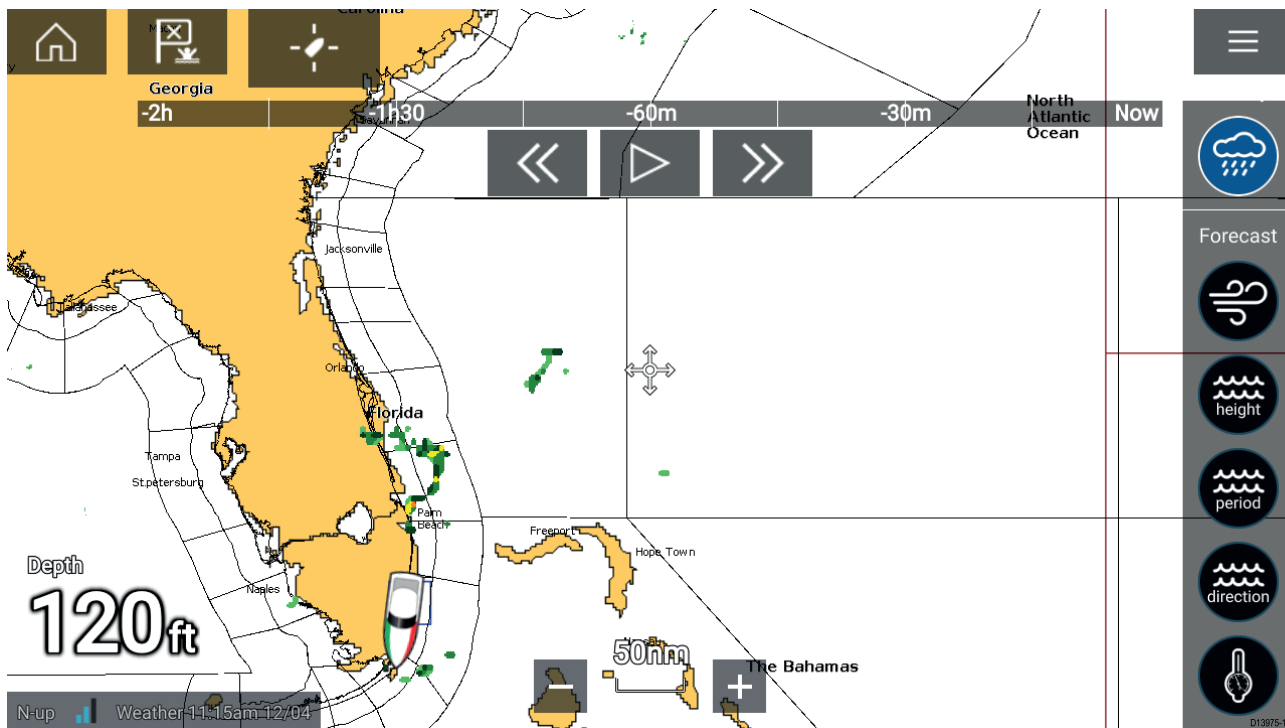 Carolina
Georgia
-2h
-1h30
-60m
-30m
Now
Savannah
North
Atlantic
Ocean
Forecast
Jacksonville
Tallahassee
Orlando
Florida
height
Tampa
St.petersburg
period
Palm
Beach
Freeport
Hope Town
Depth
120ft
Naples
direction
50nm
The Bahamas
N-up
Weather 11:15am 12/04
D13975-1